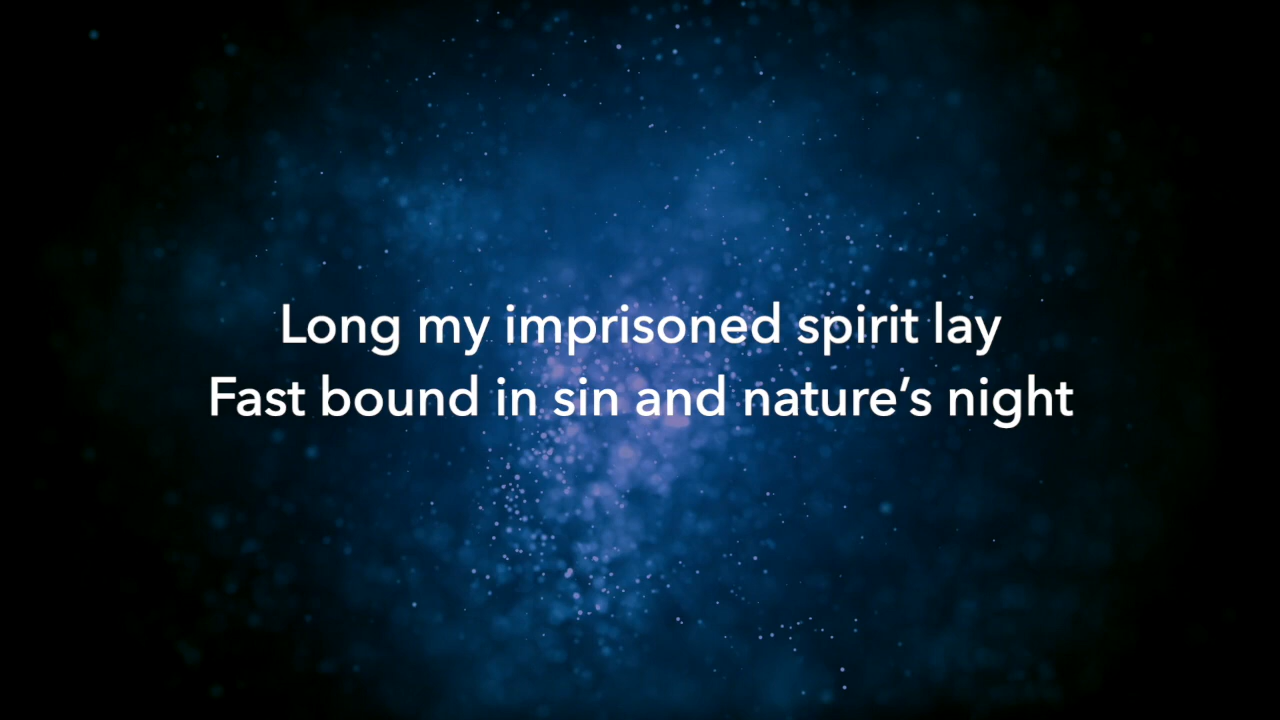 Long my imprisoned spirit lay
Fast bound in sin and nature’s night